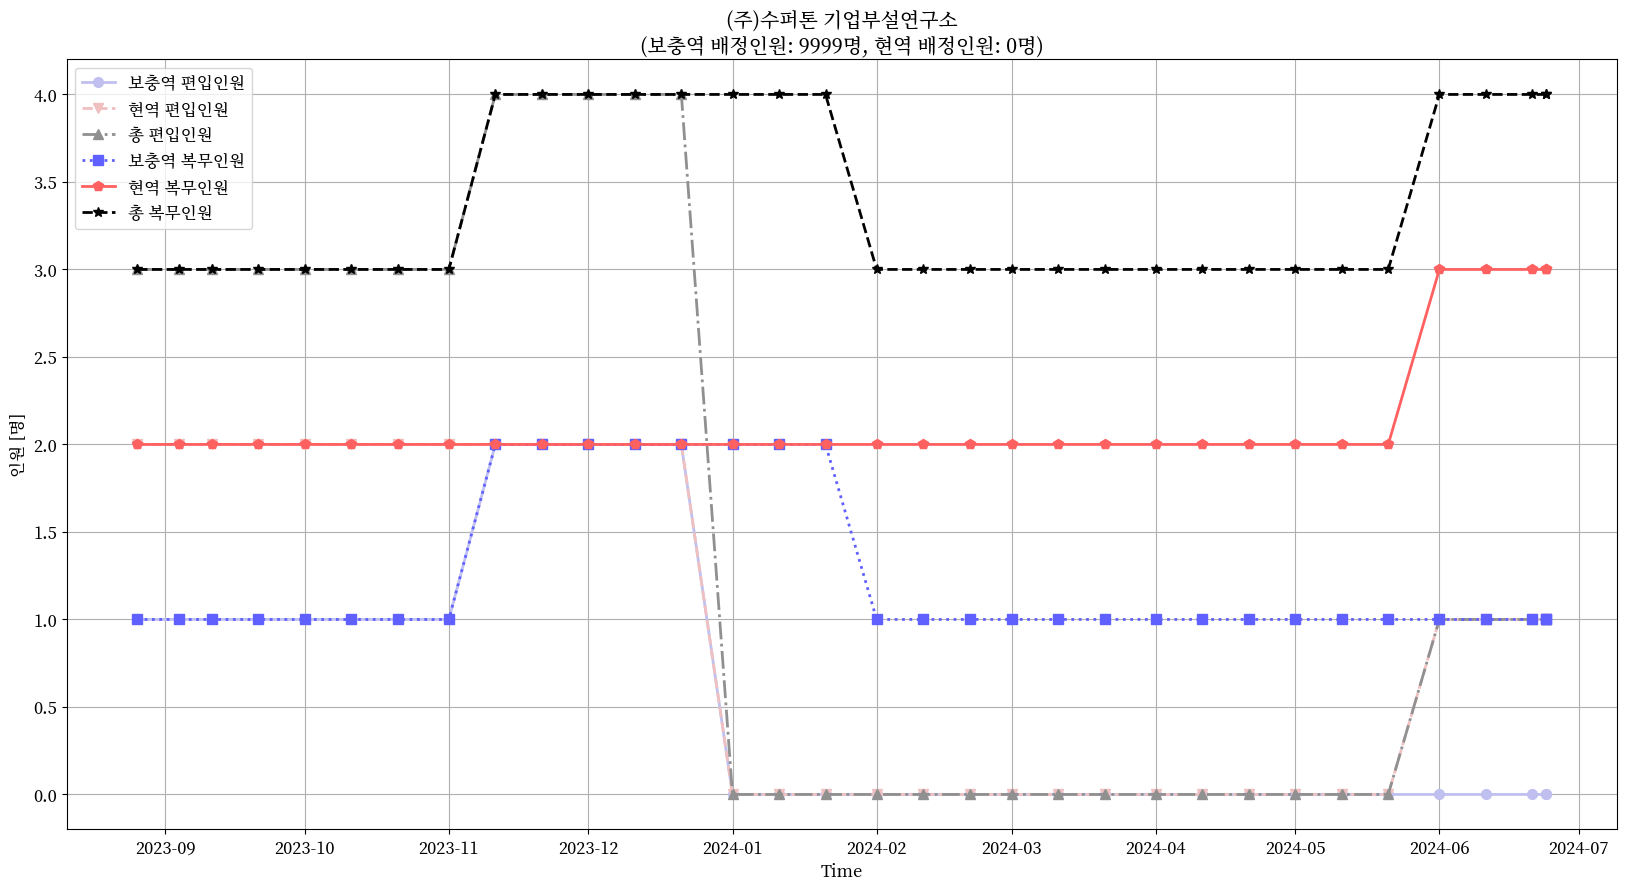 (주)수퍼톤 기업부설연구소
(보충역 배정인원: 9999명, 현역 배정인원: 0명)
보충역 편입인원
현역 편입인원
총 편입인원
보충역 복무인원
현역 복무인원
총 복무인원
인원 [명]
4.0
3.5
3.0
2.5
2.0
1.5
1.0
0.5
0.0
2023-09 2023-10 2023-11 2023-12 2024-01 2024-02 2024-03 2024-04 2024-05 2024-06 2024-07
Time